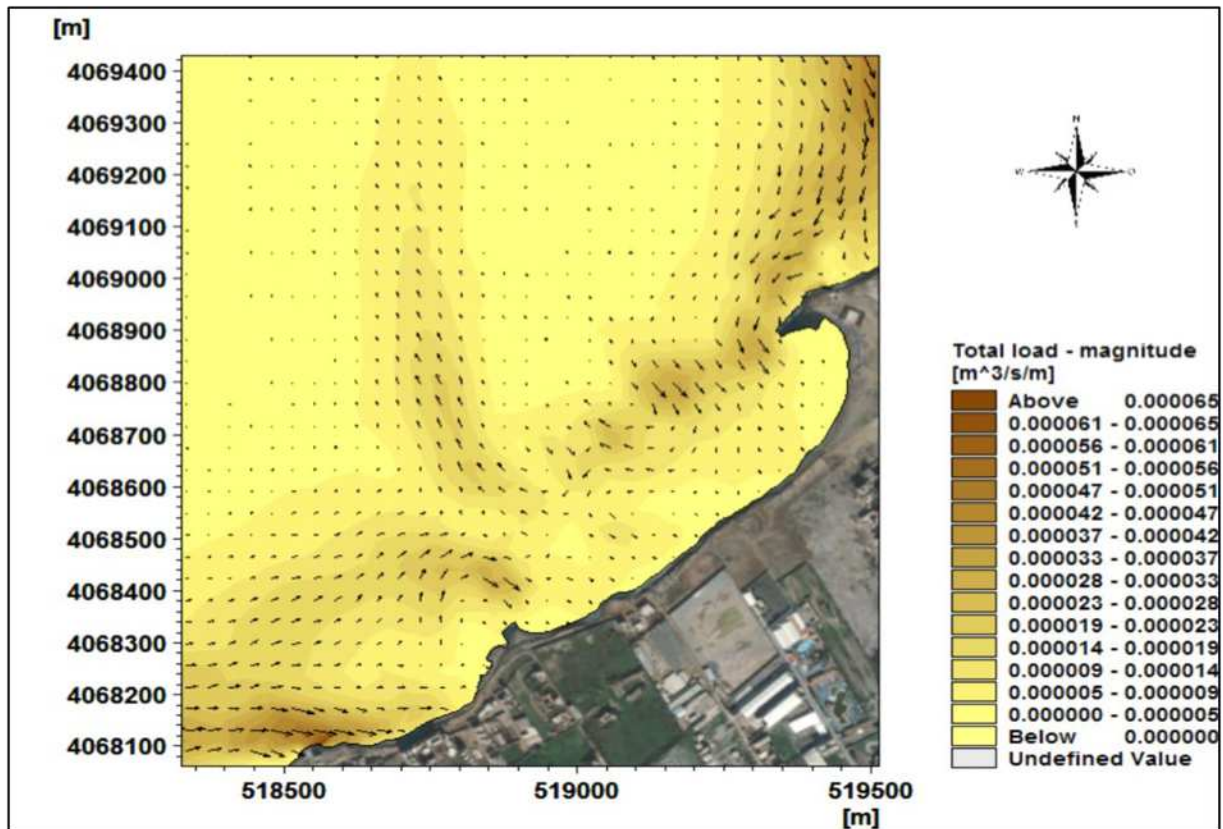 [m]
4069400
4069300
4069200
4069100
4069000
4068900
4068800
4068700
4068600
4068500
4068400
4068300
4068200
4068100
518500 519000 519500
[m]
N
W O
Total load - magnitude
[m^3/s/m]
Above 0.000065
0.000061 - 0.000065
0.000056 - 0.000061
0.000051 - 0.000056
0.000047 - 0.000051
0.000042 - 0.000047
0.000037 - 0.000042
0.000033 - 0.000037
0.000028 - 0.000033
0.000023 - 0.000028
0.000019 - 0.000023
0.000014 - 0.000019
0.000009 - 0.000014
0.000005 - 0.000009
0.000000 - 0.000005
Below 0.000000
Undefined Value